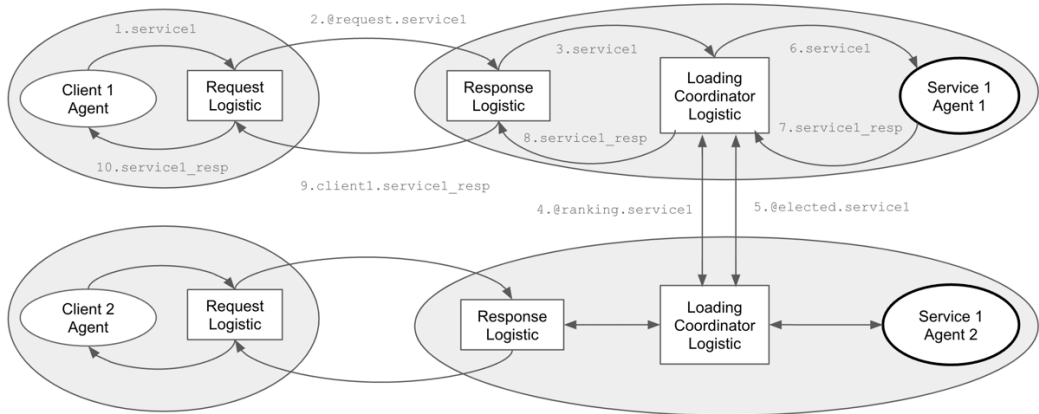 2.@request.service1
1.service1
3.service1
6.service1
Client 1
Agent
Request
Logistic
Response
Logistic
Loading
Coordinator
Logistic
Service 1
Agent 1
8.service1_resp
7.service1_resp
10.service1_resp
9.client1.service1_resp
4.@ranking.service1
5.@elected.service1
Client 2
Agent
Request
Logistic
Response
Logistic
Loading
Coordinator
Logistic
Service 1
Agent 2